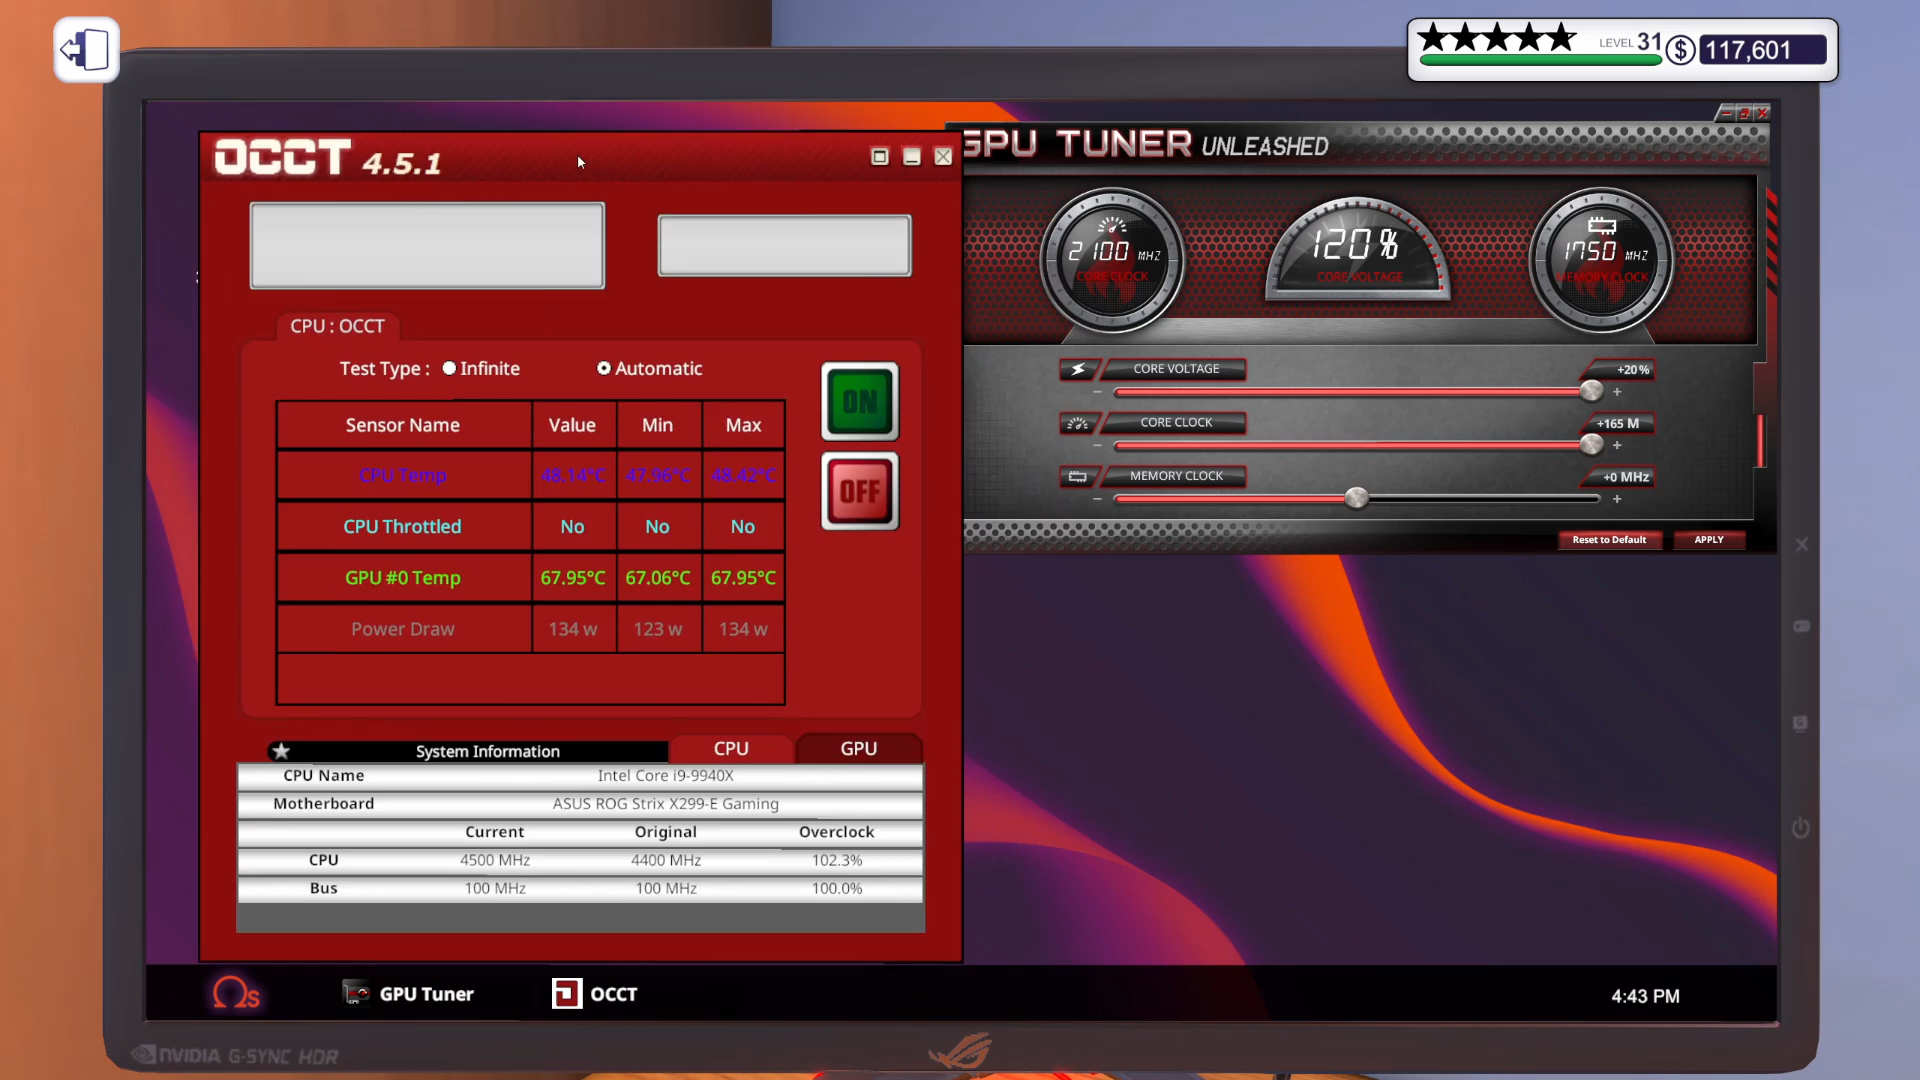 LEVEL 31 $ 117,601
OCCT 4.5.1
GPU TUNER UNLEASHED
2100 MHZ
CORE CLOCK
120%
CORE VOLTAGE
1750 MHZ
MEMORY CLOCK
CPU : OCCT
Test Type : Infinite Automatic
ON
OFF
Sensor Name Value Min Max
CPU Temp 48.14°C 47.96°C 48.42°C
CPU Throttled No No No
GPU #0 Temp 67.95°C 67.06°C 67.95°C
Power Draw 134 w 123 w 134 w
CORE VOLTAGE +20%
CORE CLOCK +165 M
MEMORY CLOCK +0 MHz
Reset to Default APPLY
System Information CPU GPU
CPU Name Intel Core i9-9940X
Motherboard ASUS ROG Strix X299-E Gaming
Current Original Overclock
CPU 4500 MHz 4400 MHz 102.3%
Bus 100 MHz 100 MHz 100.0%
Ωs GPU Tuner OCCT 4:43 PM
NVIDIA G-SYNC HDR